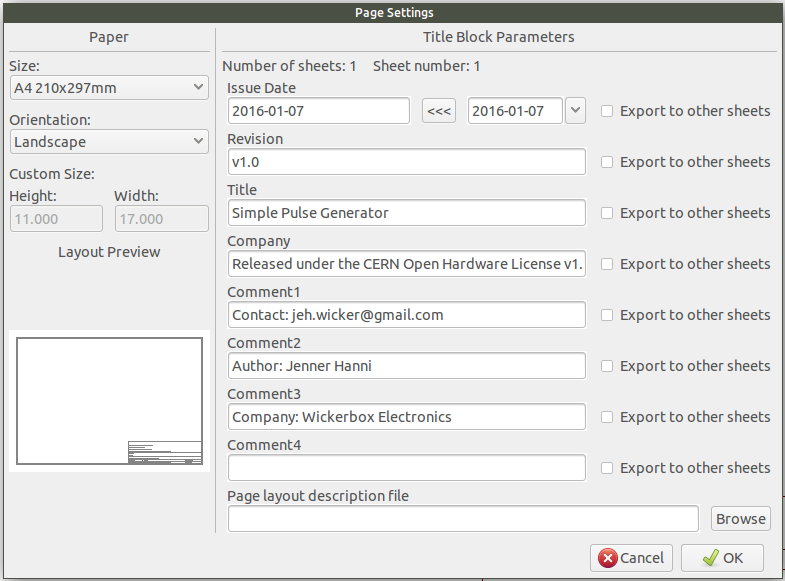 Page Settings
Paper
Title Block Parameters
Size:
A4 210x297mm
Orientation:
Landscape
Custom Size:
Height: Width:
11.000 17.000
Layout Preview
Number of sheets: 1 Sheet number: 1
Issue Date
2016-01-07 <<< 2016-01-07 Export to other sheets
Revision
v1.0 Export to other sheets
Title
Simple Pulse Generator Export to other sheets
Company
Released under the CERN Open Hardware License v1. Export to other sheets
Comment1
Contact: jeh.wicker@gmail.com Export to other sheets
Comment2
Author: Jenner Hanni Export to other sheets
Comment3
Company: Wickerbox Electronics Export to other sheets
Comment4
Export to other sheets
Page layout description file
Browse
Cancel OK